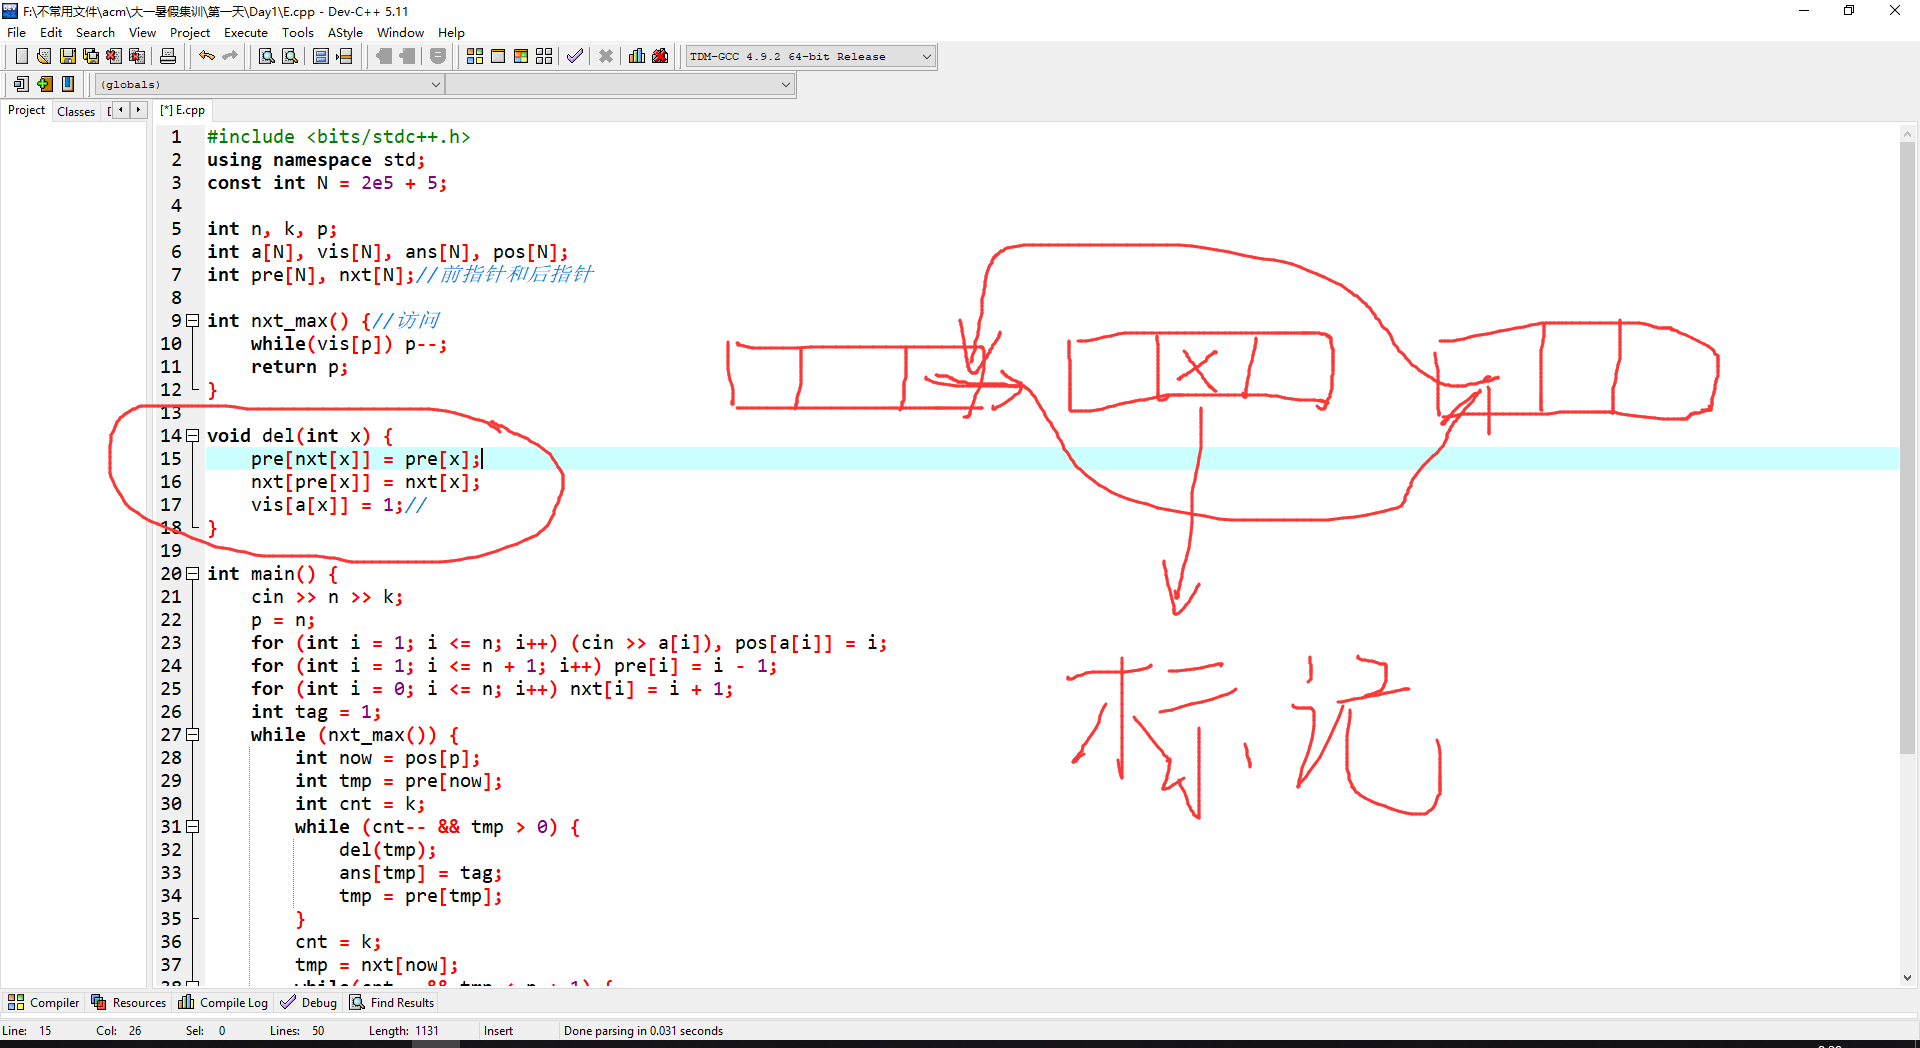 F:\不常用文件\acm\大一暑假集训\第一天\Day1\E.cpp - Dev-C++ 5.11
File Edit Search View Project Execute Tools AStyle Window Help
TDM-GCC 4.9.2 64-bit Release
(globals)
Project Classes
[*] E.cpp
1 #include <bits/stdc++.h>
2 using namespace std;
3 const int N = 2e5 + 5;
4
5 int n, k, p;
6 int a[N], vis[N], ans[N], pos[N];
7 int pre[N], nxt[N];//前指针和后指针
8
9 int nxt_max() {//访问
10 while(vis[p]) p--;
11 return p;
12 }
13
14 void del(int x) {
15 pre[nxt[x]] = pre[x];
16 nxt[pre[x]] = nxt[x];
17 vis[a[x]] = 1;//
18 }
19
20 int main() {
21 cin >> n >> k;
22 p = n;
23 for (int i = 1; i <= n; i++) (cin >> a[i]), pos[a[i]] = i;
24 for (int i = 1; i <= n + 1; i++) pre[i] = i - 1;
25 for (int i = 0; i <= n; i++) nxt[i] = i + 1;
26 int tag = 1;
27 while (nxt_max()) {
28 int now = pos[p];
29 int tmp = pre[now];
30 int cnt = k;
31 while (cnt-- && tmp > 0) {
32 del(tmp);
33 ans[tmp] = tag;
34 tmp = pre[tmp];
35 }
36 cnt = k;
37 tmp = nxt[now];
标记
Compiler Resources Compile Log Debug Find Results
Line: 15 Col: 26 Sel: 0 Lines: 50 Length: 1131 Insert Done parsing in 0.031 seconds